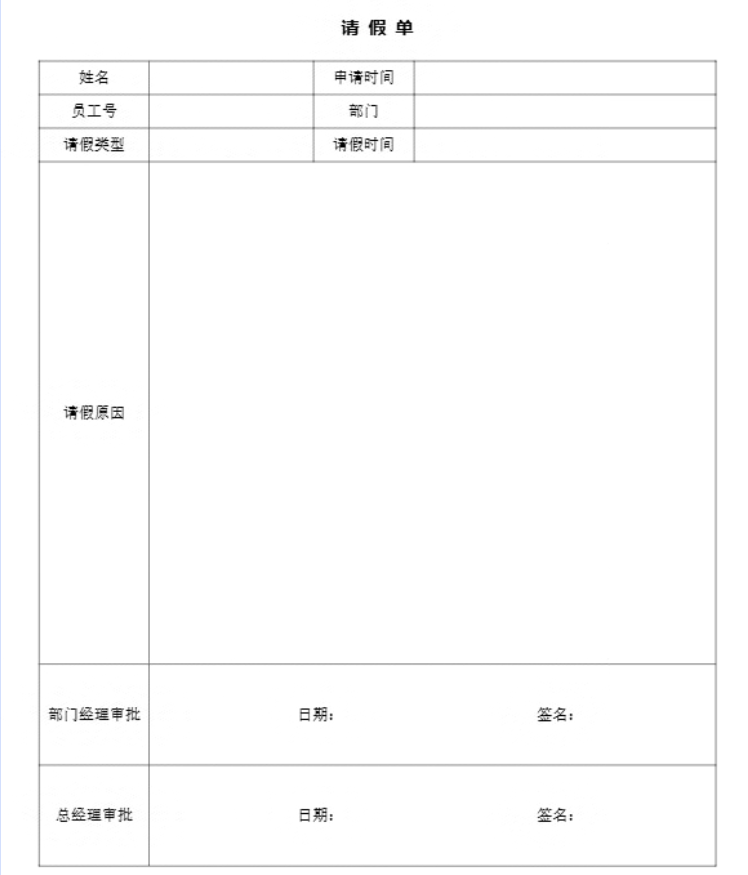 请 假 单
姓名 申请时间
员工号 部门
请假类型 请假时间
请假原因
部门经理审批 日期： 签名：
总经理审批 日期： 签名：